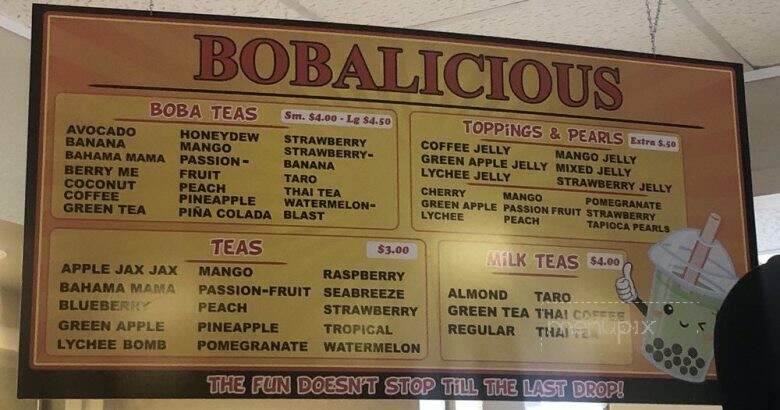 BOBALICIOUS
BOBA TEAS Sm. $4.00 - Lg $4.50
AVOCADO
BANANA
BAHAMA MAMA
BERRY ME
COCONUT
COFFEE
GREEN TEA
HONEYDEW
MANGO
PASSION-
FRUIT
PEACH
PINEAPPLE
PIÑA COLADA
STRAWBERRY
STRAWBERRY-
BANANA
TARO
THAI TEA
WATERMELON-
BLAST
TOPPINGS & PEARLS Extra $.50
COFFEE JELLY
GREEN APPLE JELLY
LYCHEE JELLY
MANGO JELLY
MIXED JELLY
STRAWBERRY JELLY
CHERRY
GREEN APPLE
LYCHEE
MANGO
PASSION FRUIT
PEACH
POMEGRANATE
STRAWBERRY
TAPIOCA PEARLS
TEAS $3.00
APPLE JAX JAX
BAHAMA MAMA
BLUEBERRY
GREEN APPLE
LYCHEE BOMB
MANGO
PASSION-FRUIT
PEACH
PINEAPPLE
POMEGRANATE
RASPBERRY
SEABREEZE
STRAWBERRY
TROPICAL
WATERMELON
MILK TEAS $4.00
ALMOND
GREEN TEA
REGULAR
TARO
THAI COFFEE
THAI TEA
menupix
THE FUN DOESN'T STOP TILL THE LAST DROP!